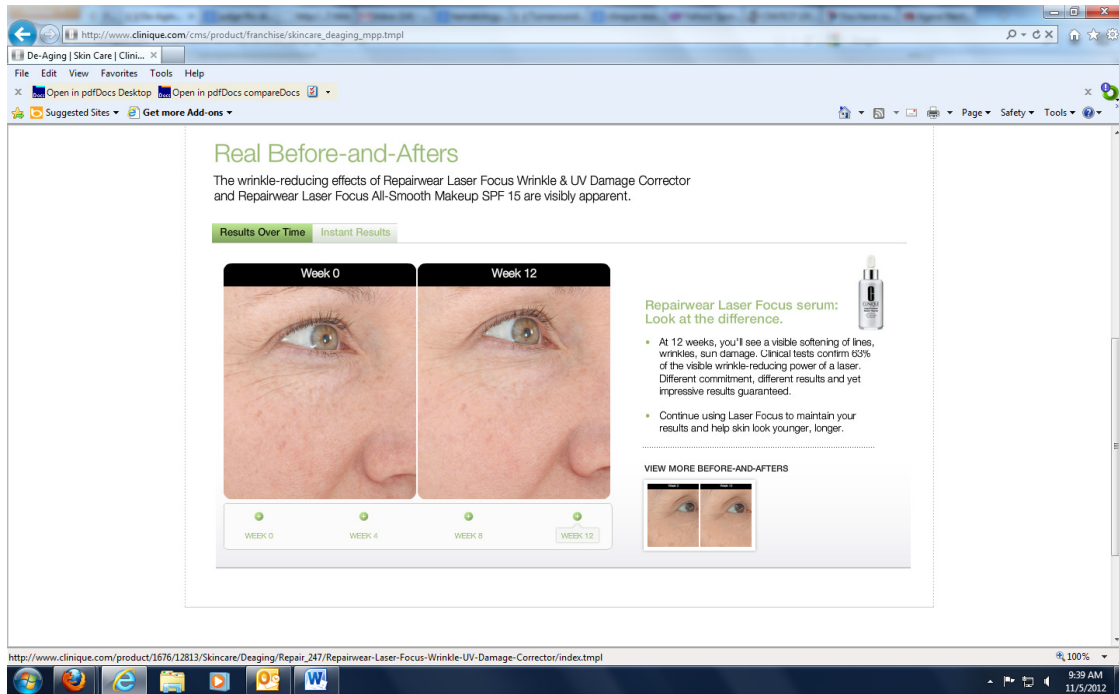 http://www.clinique.com/cms/product/franchise/skincare_deaging_mpp.tmpl
De-Aging | Skin Care | Clini...
File Edit View Favorites Tools Help
Open in pdfDocs Desktop Open in pdfDocs compareDocs
Suggested Sites Get more Add-ons
Page Safety Tools
Real Before-and-Afters
The wrinkle-reducing effects of Repairwear Laser Focus Wrinkle & UV Damage Corrector
and Repairwear Laser Focus All-Smooth Makeup SPF 15 are visibly apparent.
Results Over Time Instant Results
Week 0 Week 12
Repairwear Laser Focus serum:
Look at the difference.
• At 12 weeks, you'll see a visible softening of lines,
wrinkles, sun damage. Clinical tests confirm 63%
of the visible wrinkle-reducing power of a laser.
Different commitment, different results and yet
impressive results guaranteed.
• Continue using Laser Focus to maintain your
results and help skin look younger, longer.
VIEW MORE BEFORE-AND-AFTERS
WEEK 0 WEEK 4 WEEK 8 WEEK 12
http://www.clinique.com/product/1676/12813/Skincare/Deaging/Repair_247/Repairwear-Laser-Focus-Wrinkle-UV-Damage-Corrector/index.tmpl
100%
9:39 AM
11/5/2012